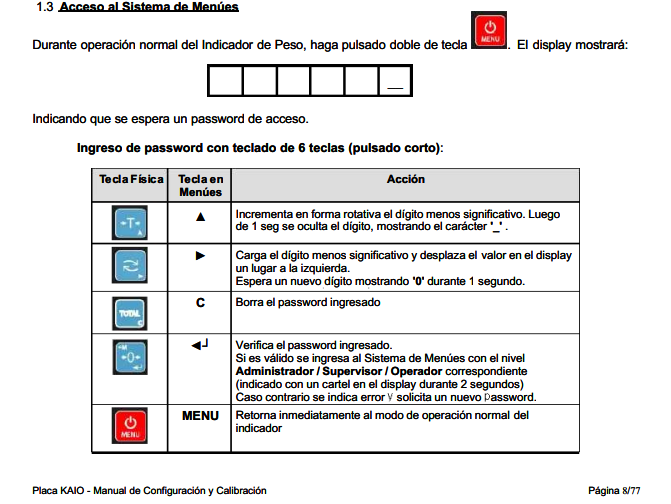 1.3 Acceso al Sistema de Menúes
Durante operación normal del Indicador de Peso, haga pulsado doble de tecla MENU. El display mostrará:
_
Indicando que se espera un password de acceso.
Ingreso de password con teclado de 6 teclas (pulsado corto):
Tecla Física Tecla en Menúes Acción
-T- ▲ ▲ Incrementa en forma rotativa el dígito menos significativo. Luego
de 1 seg se oculta el dígito, mostrando el carácter '_' .
► ► Carga el dígito menos significativo y desplaza el valor en el display
un lugar a la izquierda.
Espera un nuevo dígito mostrando '0' durante 1 segundo.
TOTAL C C Borra el password ingresado
-0- ◄┘ Verifica el password ingresado.
Si es válido se ingresa al Sistema de Menúes con el nivel
Administrador / Supervisor / Operador correspondiente
(indicado con un cartel en el display durante 2 segundos)
Caso contrario se indica error y solicita un nuevo password.
MENU MENU Retorna inmediatamente al modo de operación normal del
indicador
Placa KAIO - Manual de Configuración y Calibración Página 8/77